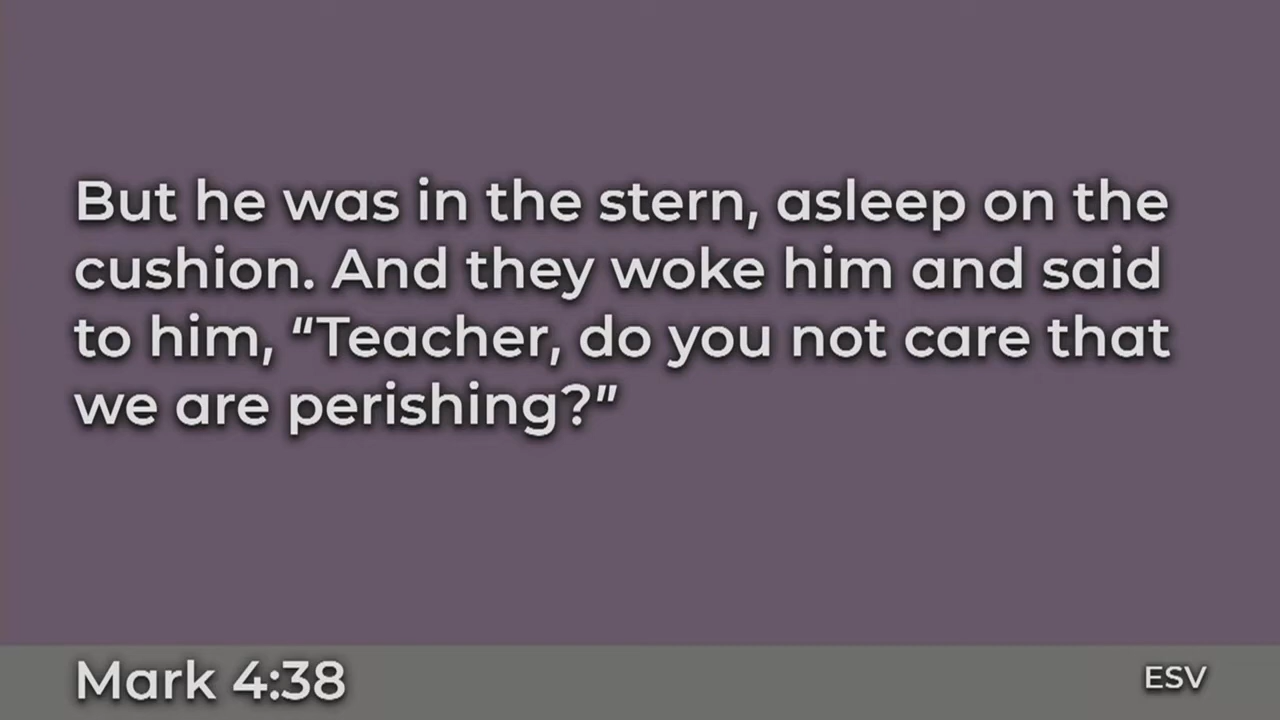 But he was in the stern, asleep on the
cushion. And they woke him and said
to him, “Teacher, do you not care that
we are perishing?”
Mark 4:38
ESV